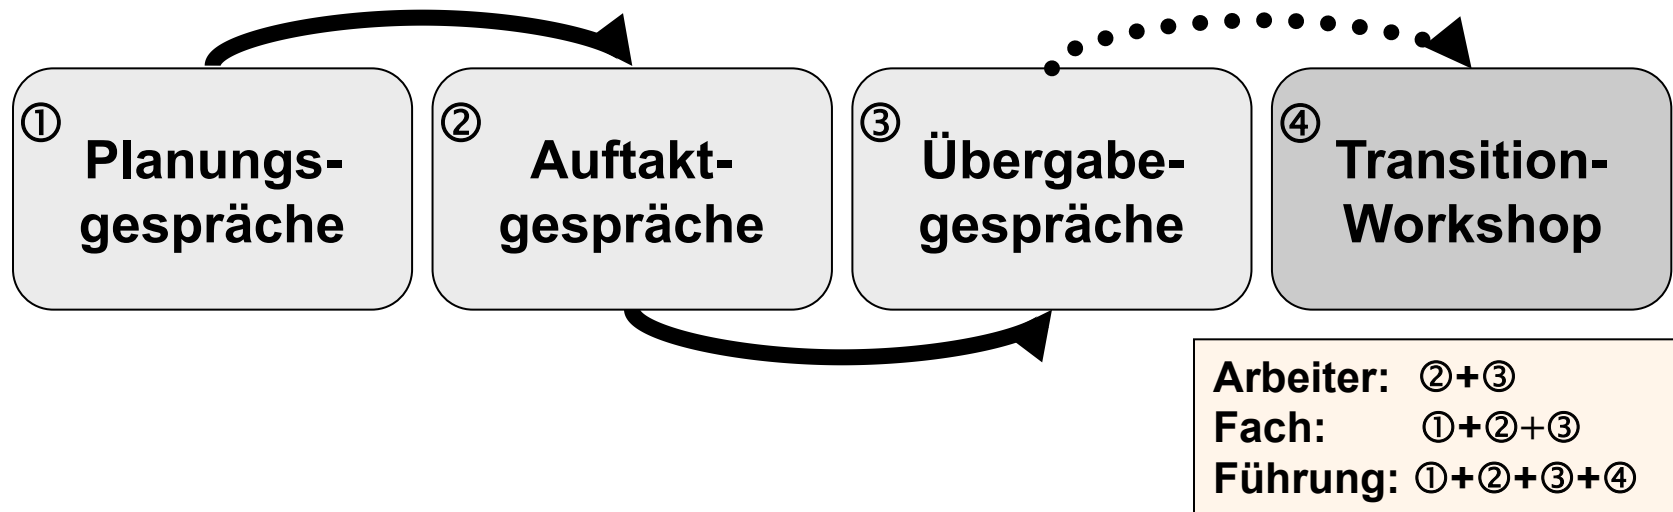 ①
Planungs-
gespräche
②
Auftakt-
gespräche
③
Übergabe-
gespräche
④
Transition-
Workshop
Arbeiter: ②+③
Fach: ①+②+③
Führung: ①+②+③+④